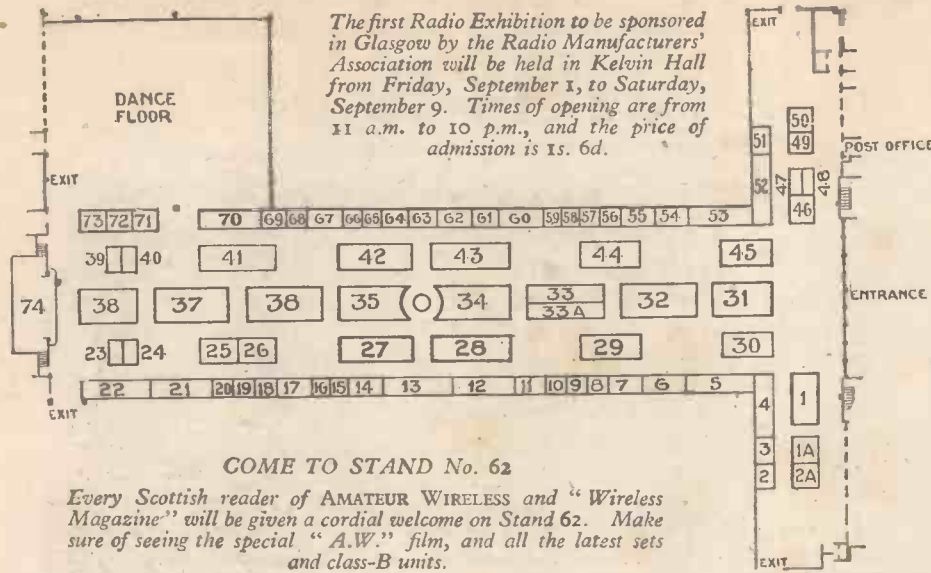 The first Radio Exhibition to be sponsored
in Glasgow by the Radio Manufacturers'
Association will be held in Kelvin Hall
from Friday, September 1, to Saturday,
September 9. Times of opening are from
11 a.m. to 10 p.m., and the price of
admission is 1s. 6d.
EXIT
DANCE
FLOOR
50
49
51
POST OFFICE
EXIT
52
47
48
46
73 72 71
70 69 68 67 66 65 64 63 62 61 60 59 58 57 56 55 54 53
39 40 41 42 43 44 45
74 38 37 38 35 34 33 32 31
33A
ENTRANCE
23 24 25 26 27 28 29 30
22 21 20 19 18 17 16 15 14 13 12 11 10 9 8 7 6 5
EXIT
4
1
3
1A
2
2A
EXIT
COME TO STAND No. 62
Every Scottish reader of AMATEUR WIRELESS and "Wireless
Magazine" will be given a cordial welcome on Stand 62. Make
sure of seeing the special "A.W." film, and all the latest sets
and class-B units.